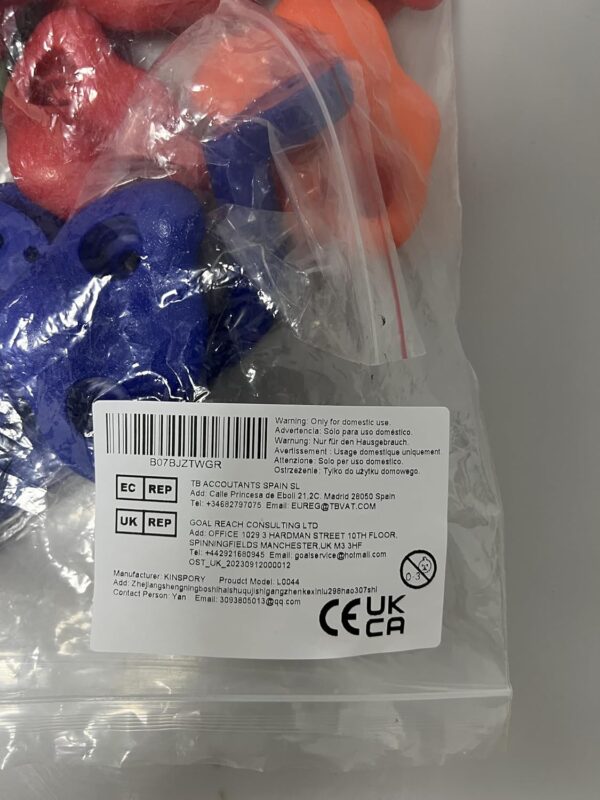 B07BJZTWGR
Warning: Only for domestic use.
Advertencia: Solo para uso doméstico.
Warnung: Nur für den Hausgebrauch.
Avertissement : Usage domestique uniquement
Attenzione: Solo per uso domestico.
Ostrzeżenie: Tylko do użytku domowego.
EC REP
TB ACCOUTANTS SPAIN SL
Add: Calle Princesa de Eboli 21,2C, Madrid 28050 Spain
Tel: +34682797075 Email: EUREG@TBVAT.COM
UK REP
GOAL REACH CONSULTING LTD
Add: OFFICE 1029 3 HARDMAN STREET 10TH FLOOR,
SPINNINGFIELDS MANCHESTER,UK M3 3HF
Tel: +442921680945 Email: goalservice@hotmail.com
OST_UK_20230912000012
0-3
Manufacturer: KINSPORY Proudct Model: L0044
Add: Zhejiangshengningboshihaishuqujishigangzhenkexinlu298hao307shi
Contact Person: Yan Email: 3093805013@qq.com
CE UK
CA